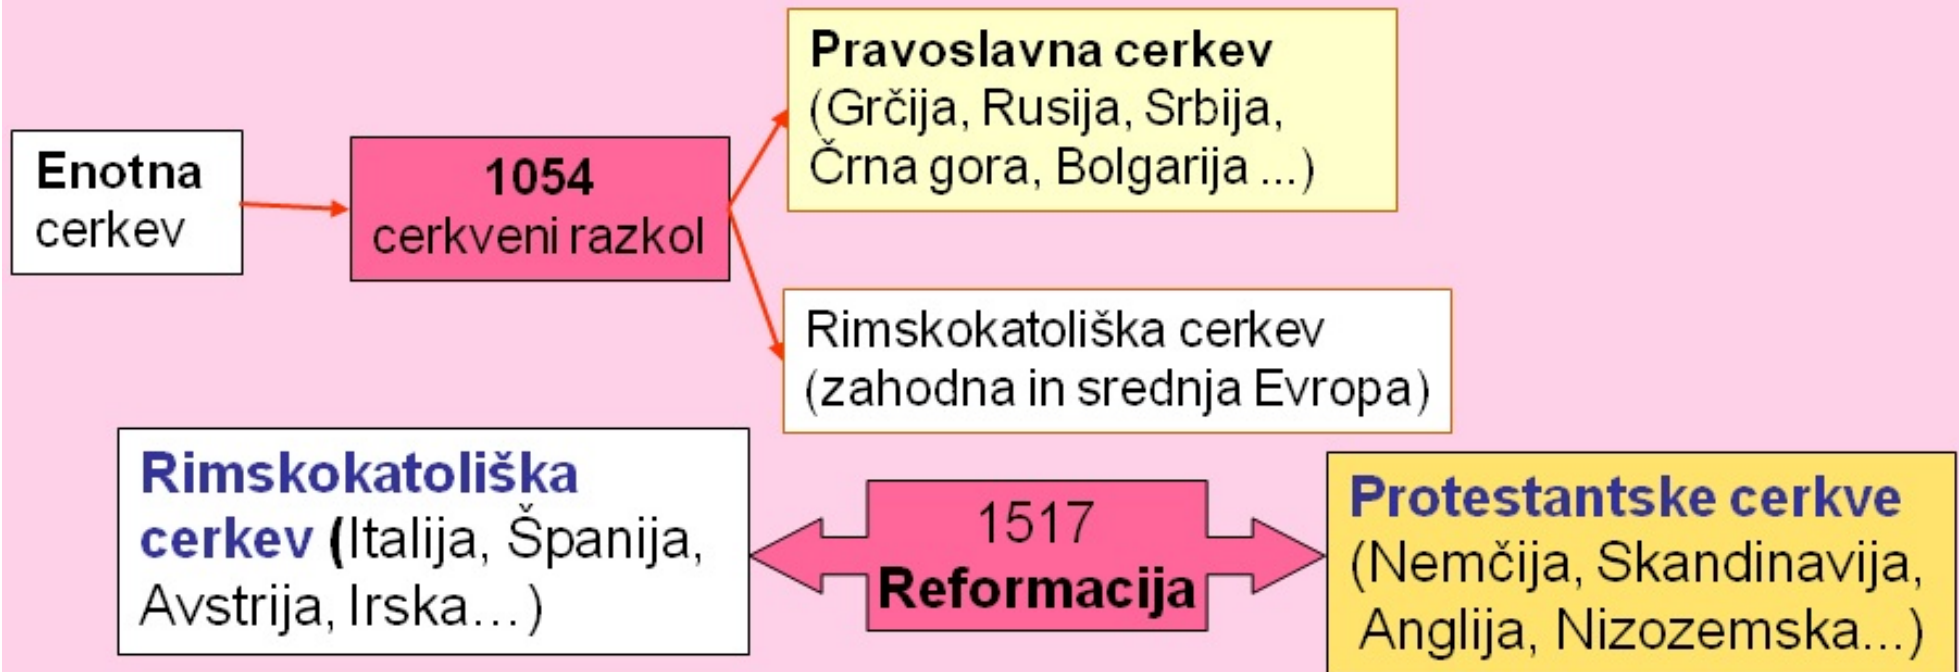 Enotna
cerkev
1054
cerkveni razkol
Pravoslavna cerkev
(Grčija, Rusija, Srbija,
Črna gora, Bolgarija ...)
Rimskokatoliška cerkev
(zahodna in srednja Evropa)
Rimskokatoliška
cerkev (Italija, Španija,
Avstrija, Irska...)
1517
Reformacija
Protestantske cerkve
(Nemčija, Skandinavija,
Anglija, Nizozemska...)